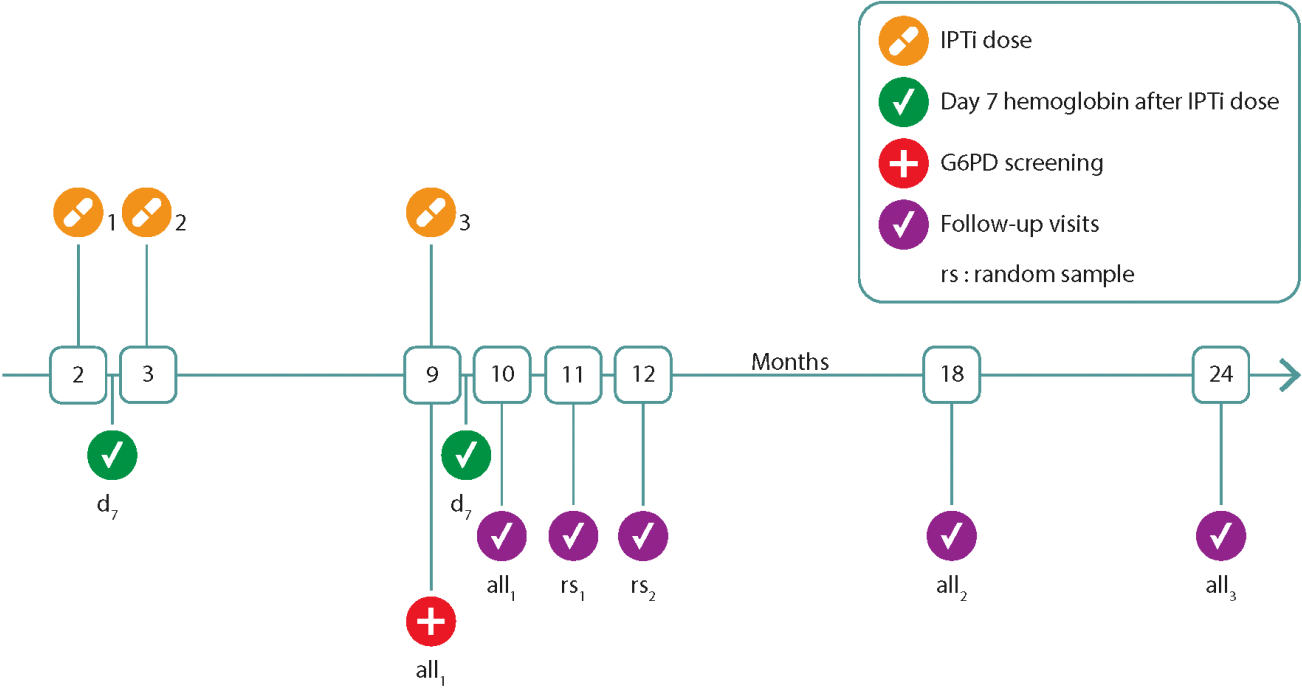 IPTi dose
Day 7 hemoglobin after IPTi dose
G6PD screening
Follow-up visits
rs : random sample
1 2 3
2 3 9 10 11 12 Months 18 24
d₇ d₇
all₁ rs₁ rs₂ all₂ all₃
all₁